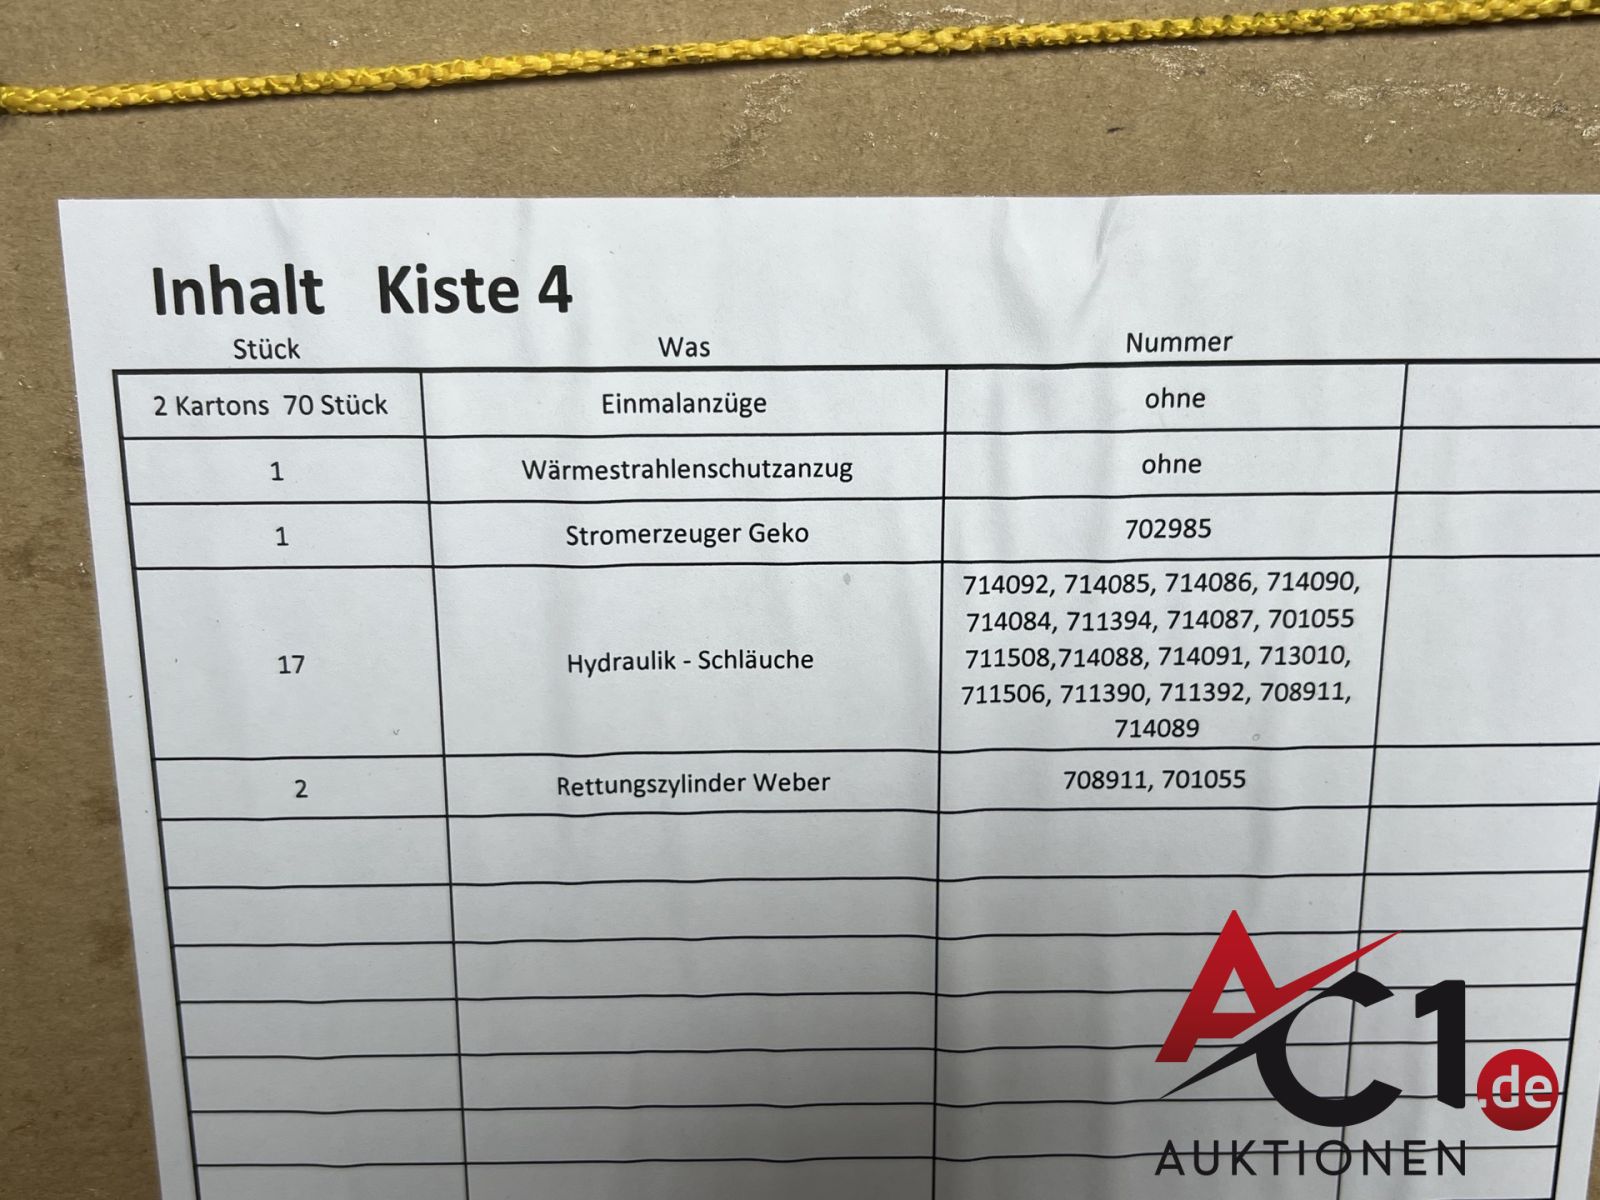 Inhalt Kiste 4
Stück Was Nummer
2 Kartons 70 Stück Einmalanzüge ohne
1 Wärmestrahlenschutzanzug ohne
1 Stromerzeuger Geko 702985
17 Hydraulik - Schläuche 714092, 714085, 714086, 714090,
714084, 711394, 714087, 701055
711508,714088, 714091, 713010,
711506, 711390, 711392, 708911,
714089
2 Rettungszylinder Weber 708911, 701055
AC1.de
AUKTIONEN